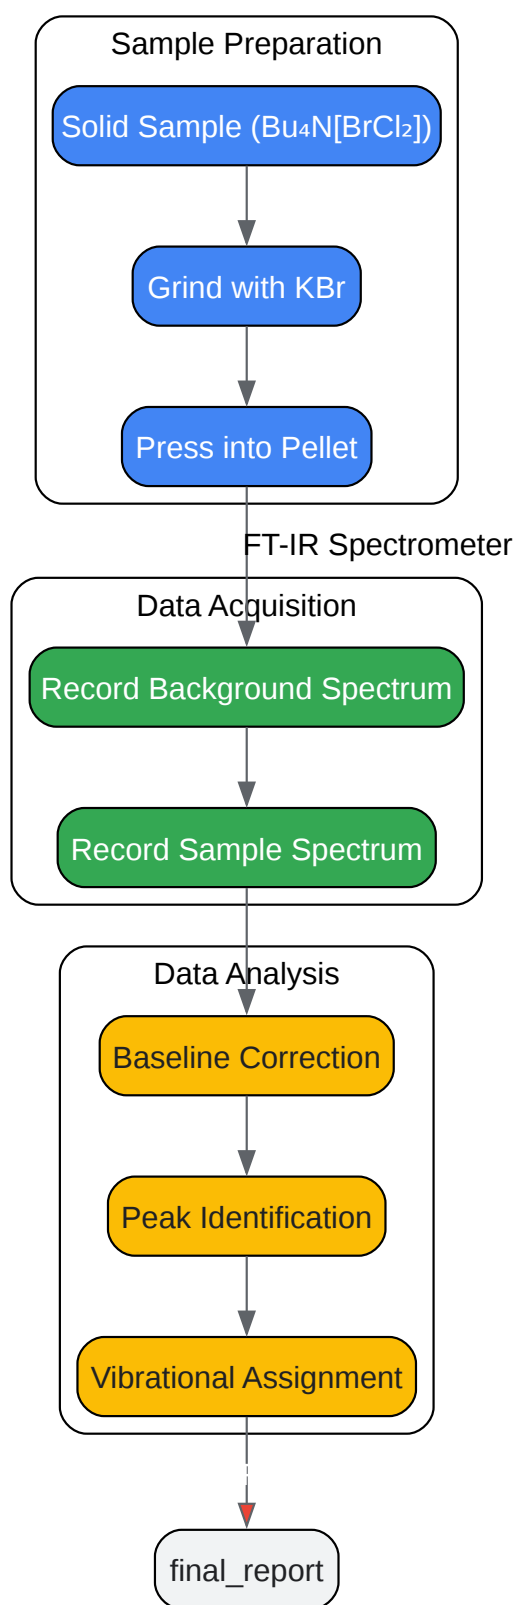 Sample Preparation
Solid Sample (Bu₄N[BrCl₂])
Grind with KBr
Press into Pellet
FT-IR Spectrometer
Data Acquisition
Record Background Spectrum
Record Sample Spectrum
Data Analysis
Baseline Correction
Peak Identification
Vibrational Assignment
final_report